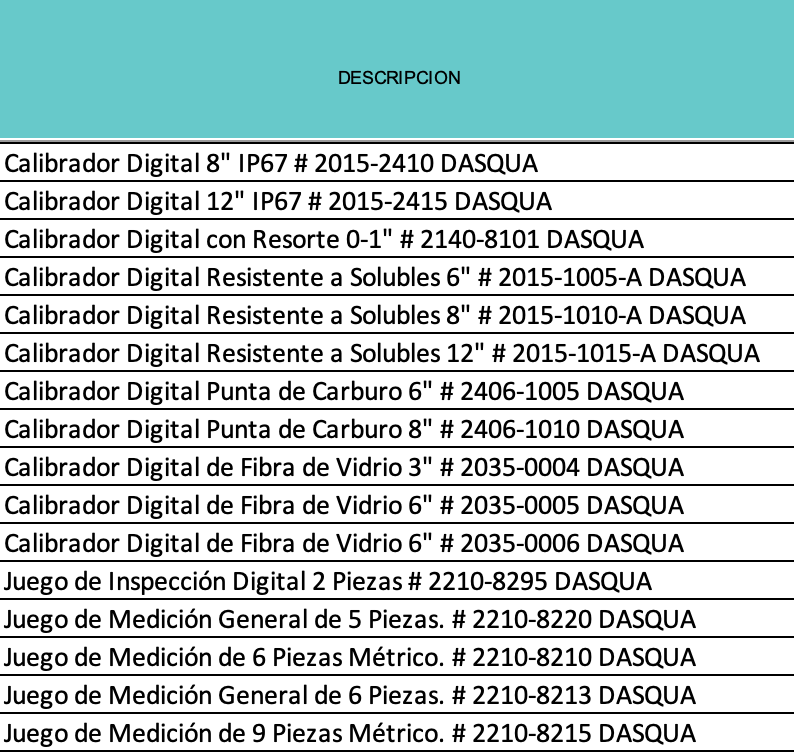 DESCRIPCION
Calibrador Digital 8" IP67 # 2015-2410 DASQUA
Calibrador Digital 12" IP67 # 2015-2415 DASQUA
Calibrador Digital con Resorte 0-1" # 2140-8101 DASQUA
Calibrador Digital Resistente a Solubles 6" # 2015-1005-A DASQUA
Calibrador Digital Resistente a Solubles 8" # 2015-1010-A DASQUA
Calibrador Digital Resistente a Solubles 12" # 2015-1015-A DASQUA
Calibrador Digital Punta de Carburo 6" # 2406-1005 DASQUA
Calibrador Digital Punta de Carburo 8" # 2406-1010 DASQUA
Calibrador Digital de Fibra de Vidrio 3" # 2035-0004 DASQUA
Calibrador Digital de Fibra de Vidrio 6" # 2035-0005 DASQUA
Calibrador Digital de Fibra de Vidrio 6" # 2035-0006 DASQUA
Juego de Inspección Digital 2 Piezas # 2210-8295 DASQUA
Juego de Medición General de 5 Piezas. # 2210-8220 DASQUA
Juego de Medición de 6 Piezas Métrico. # 2210-8210 DASQUA
Juego de Medición General de 6 Piezas. # 2210-8213 DASQUA
Juego de Medición de 9 Piezas Métrico. # 2210-8215 DASQUA